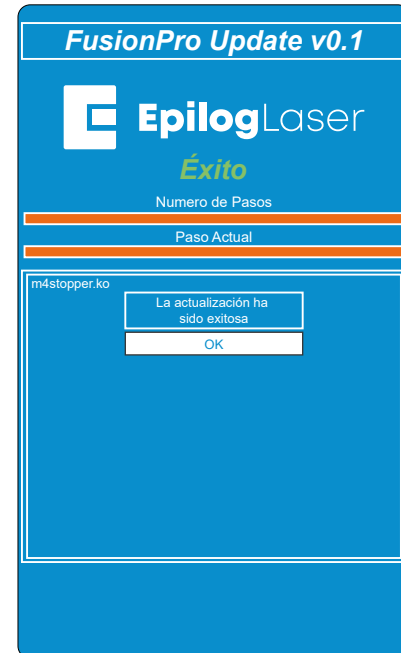 FusionPro Update v0.1
EpilogLaser
Éxito
Numero de Pasos
Paso Actual
m4stopper.ko
La actualización ha
sido exitosa
OK